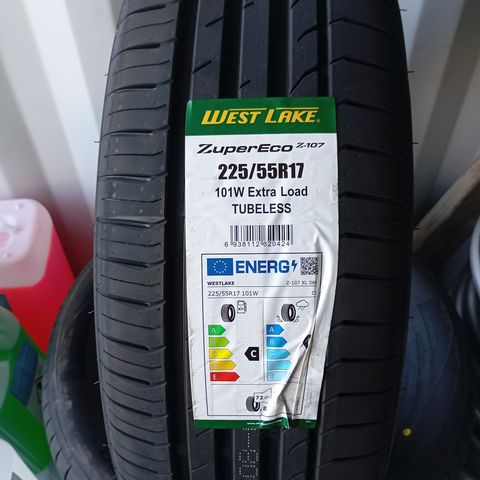 WEST LAKE
ZuperEco Z-107
225/55R17
101W Extra Load
TUBELESS
6 938112 620424
ENERG
WESTLAKE
Z-107 XL
225/55R17 101W
A
B
C
D
E
C
A
B
C
D
E
72